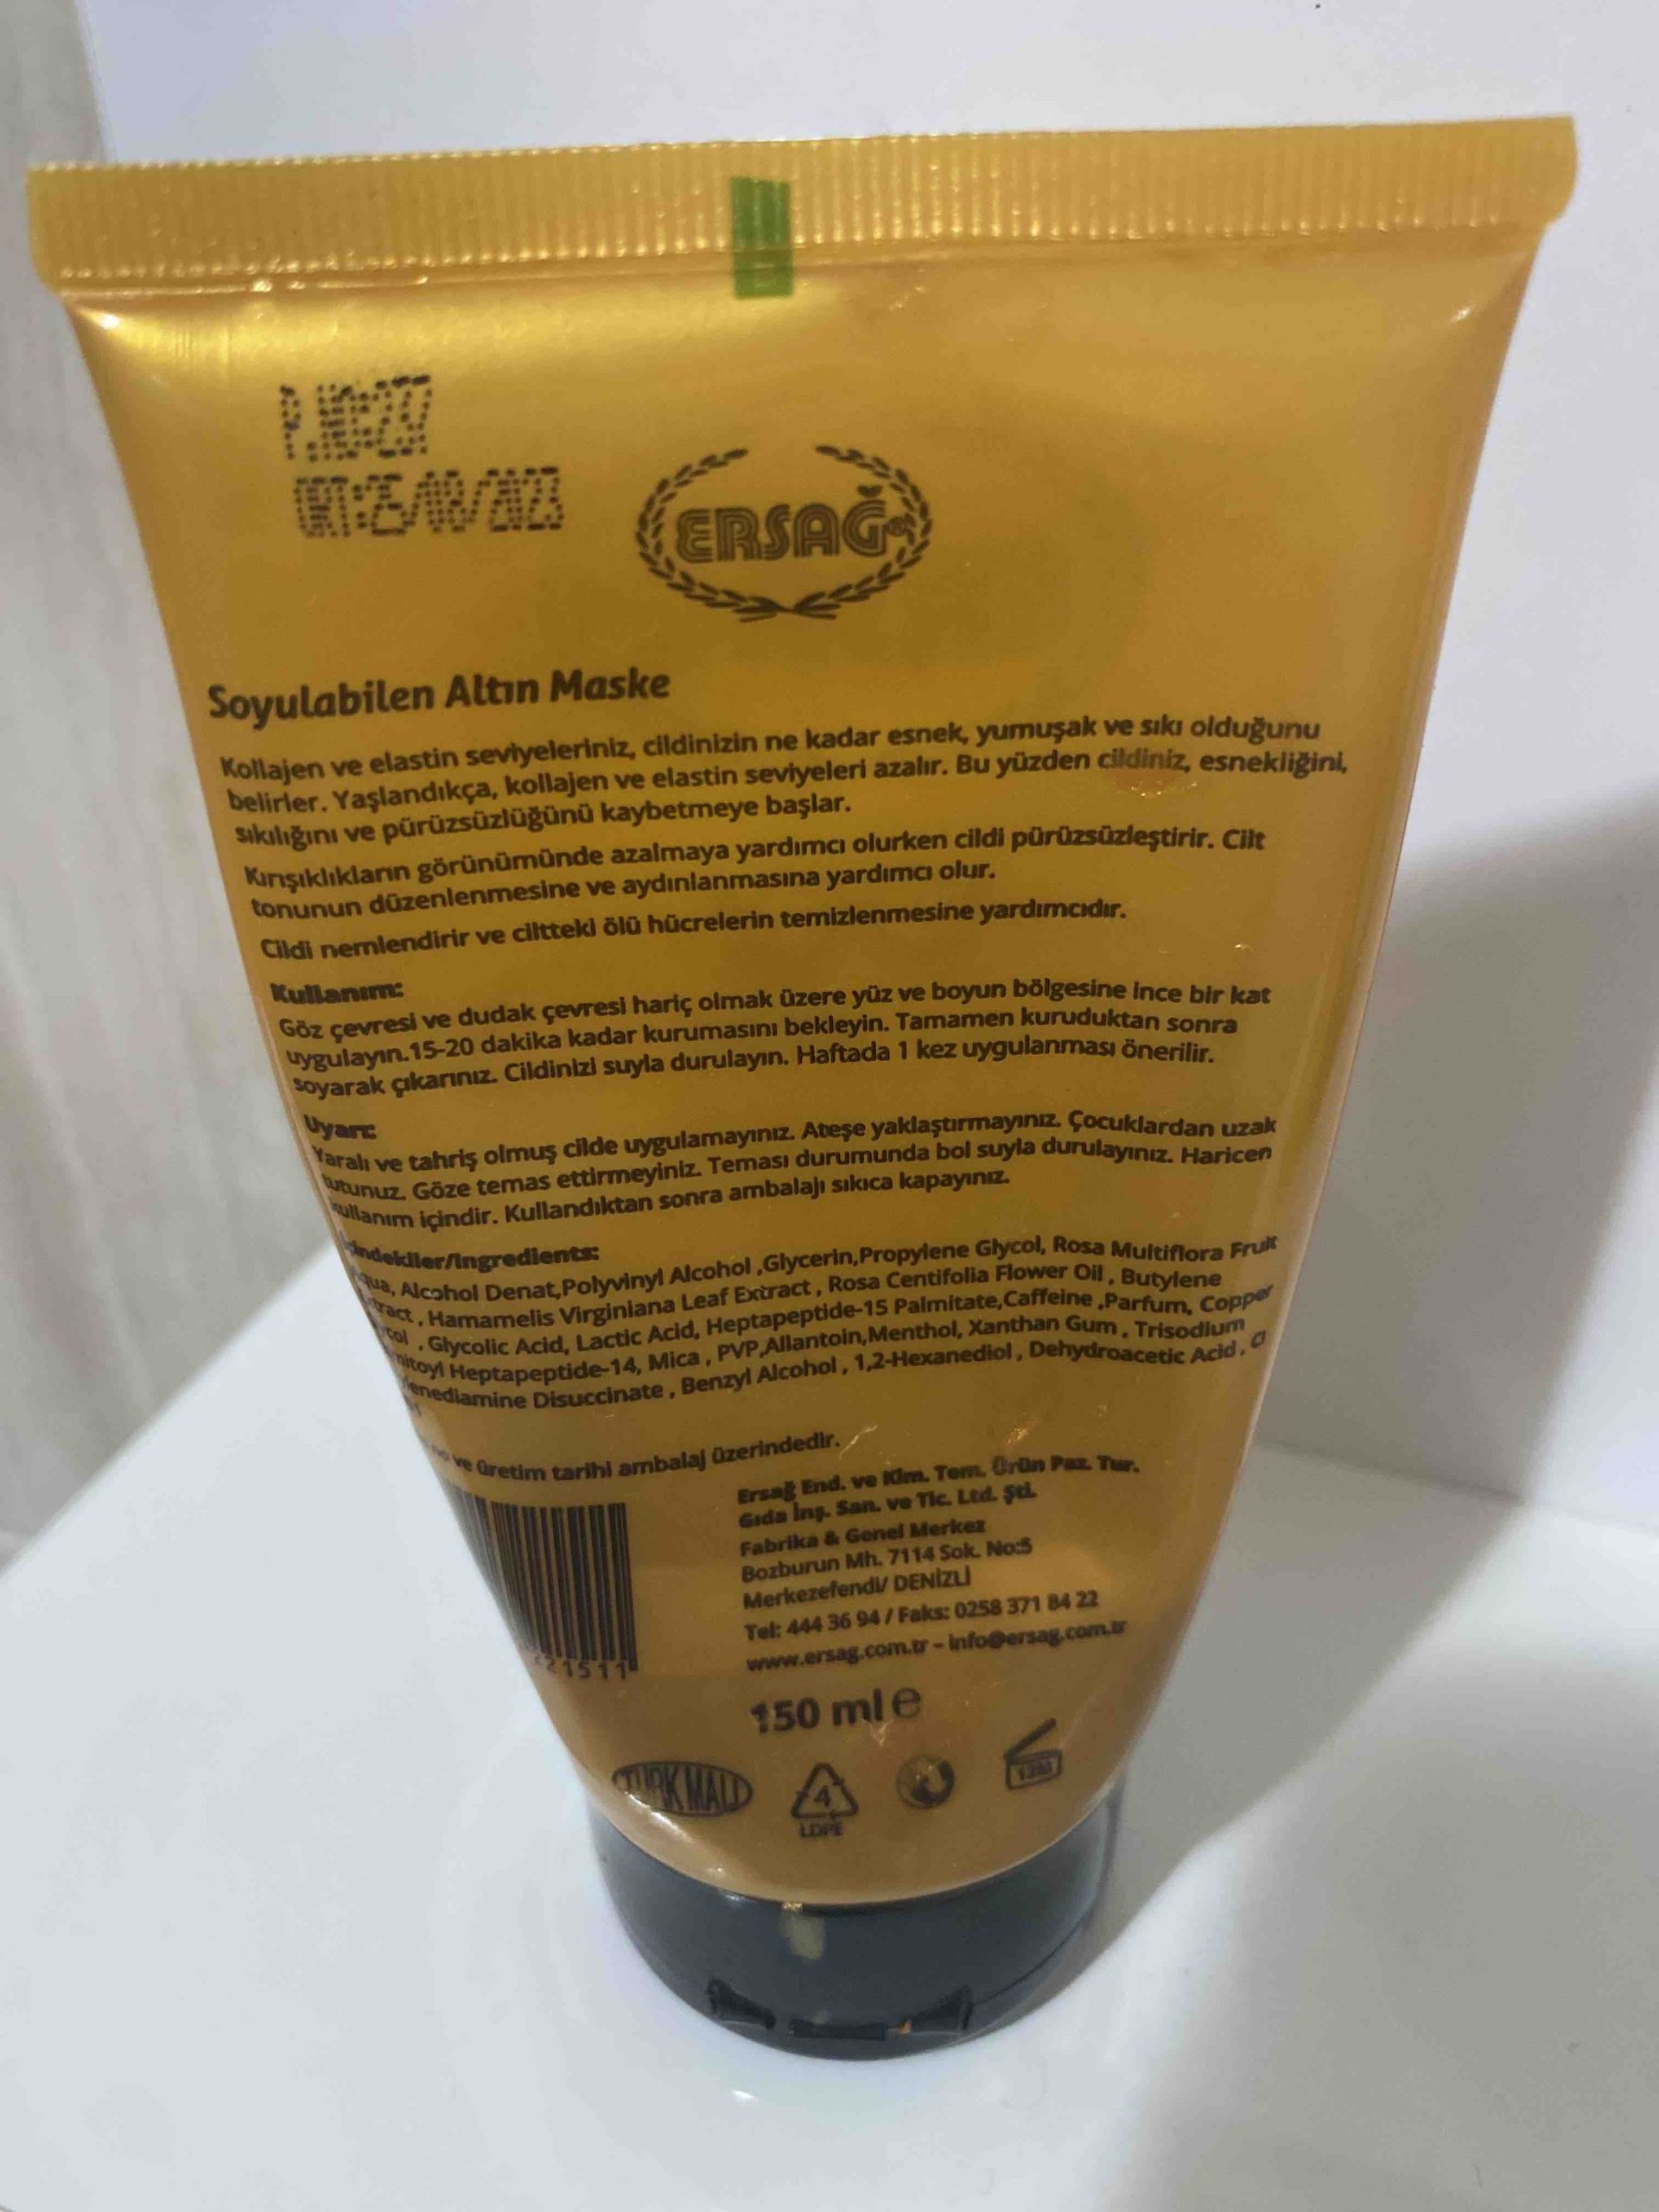 ERSAĞ
Soyulabilen Altın Maske
Kollajen ve elastin seviyeleriniz, cildinizin ne kadar esnek, yumuşak ve sıkı olduğunu
belirler. Yaşlandıkça, kollajen ve elastin seviyeleri azalır. Bu yüzden cildiniz, esnekliğini,
sıkılığını ve pürüzsüzlüğünü kaybetmeye başlar.
Kırışıklıkların görünümünde azalmaya yardımcı olurken cildi pürüzsüzleştirir. Cilt
tonunun düzenlenmesine ve aydınlanmasına yardımcı olur.
Cildi nemlendirir ve ciltteki ölü hücrelerin temizlenmesine yardımcıdır.
Kullanım:
Göz çevresi ve dudak çevresi hariç olmak üzere yüz ve boyun bölgesine ince bir kat
uygulayın.15-20 dakika kadar kurumasını bekleyin. Tamamen kuruduktan sonra
soyarak çıkarınız. Cildinizi suyla durulayın. Haftada 1 kez uygulanması önerilir.
Uyarı:
Yaralı ve tahriş olmuş cilde uygulamayınız. Ateşe yaklaştırmayınız. Çocuklardan uzak
tutunuz. Göze temas ettirmeyiniz. Teması durumunda bol suyla durulayınız. Haricen
kullanım içindir. Kullandıktan sonra ambalajı sıkıca kapayınız.
İçindekiler/Ingredients:
Aqua, Alcohol Denat,Polyvinyl Alcohol ,Glycerin,Propylene Glycol, Rosa Multiflora Fruit
tract , Hamamelis Virginiana Leaf Extract , Rosa Centifolia Flower Oil , Butylene
col , Glycolic Acid, Lactic Acid, Heptapeptide-15 Palmitate,Caffeine ,Parfum, Copper
mitoyl Heptapeptide-14, Mica , PVP,Allantoin,Menthol, Xanthan Gum , Trisodium
lenediamine Disuccinate , Benzyl Alcohol , 1,2-Hexanediol , Dehydroacetic Acid , CI
no ve üretim tarihi ambalaj üzerindedir.
Ersağ End. ve Kim. Tem. Ürün Paz. Tur.
Gıda İnş. San. ve Tic. Ltd. Şti.
Fabrika & Genel Merkez
Bozburun Mh. 7114 Sok. No:5
Merkezefendi/ DENİZLİ
Tel: 444 36 94 / Faks: 0258 371 84 22
www.ersag.com.tr - info@ersag.com.tr
221511
150 ml e
TÜRK MALI
4
LDPE
12M